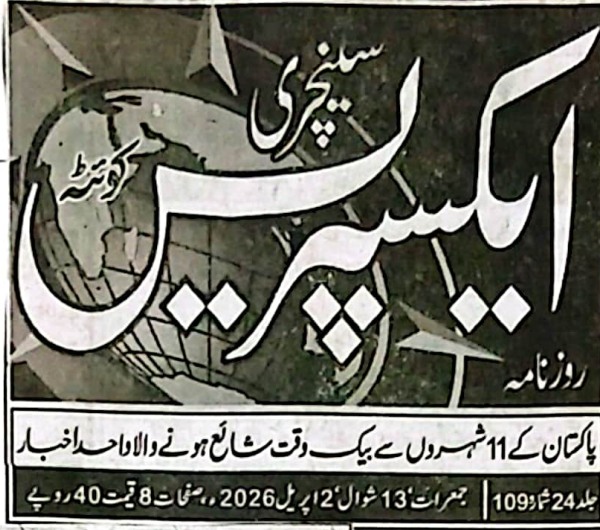 سینچری
ایکسپریس
کوئٹہ
روزنامہ
پاکستان کے 11 شہروں سے بیک وقت شائع ہونے والا واحد اخبار
جلد 24 شمارہ 109 | جمعرات، 13 شوال، 2 اپریل 2026ء، صفحات 8 قیمت 40 روپے